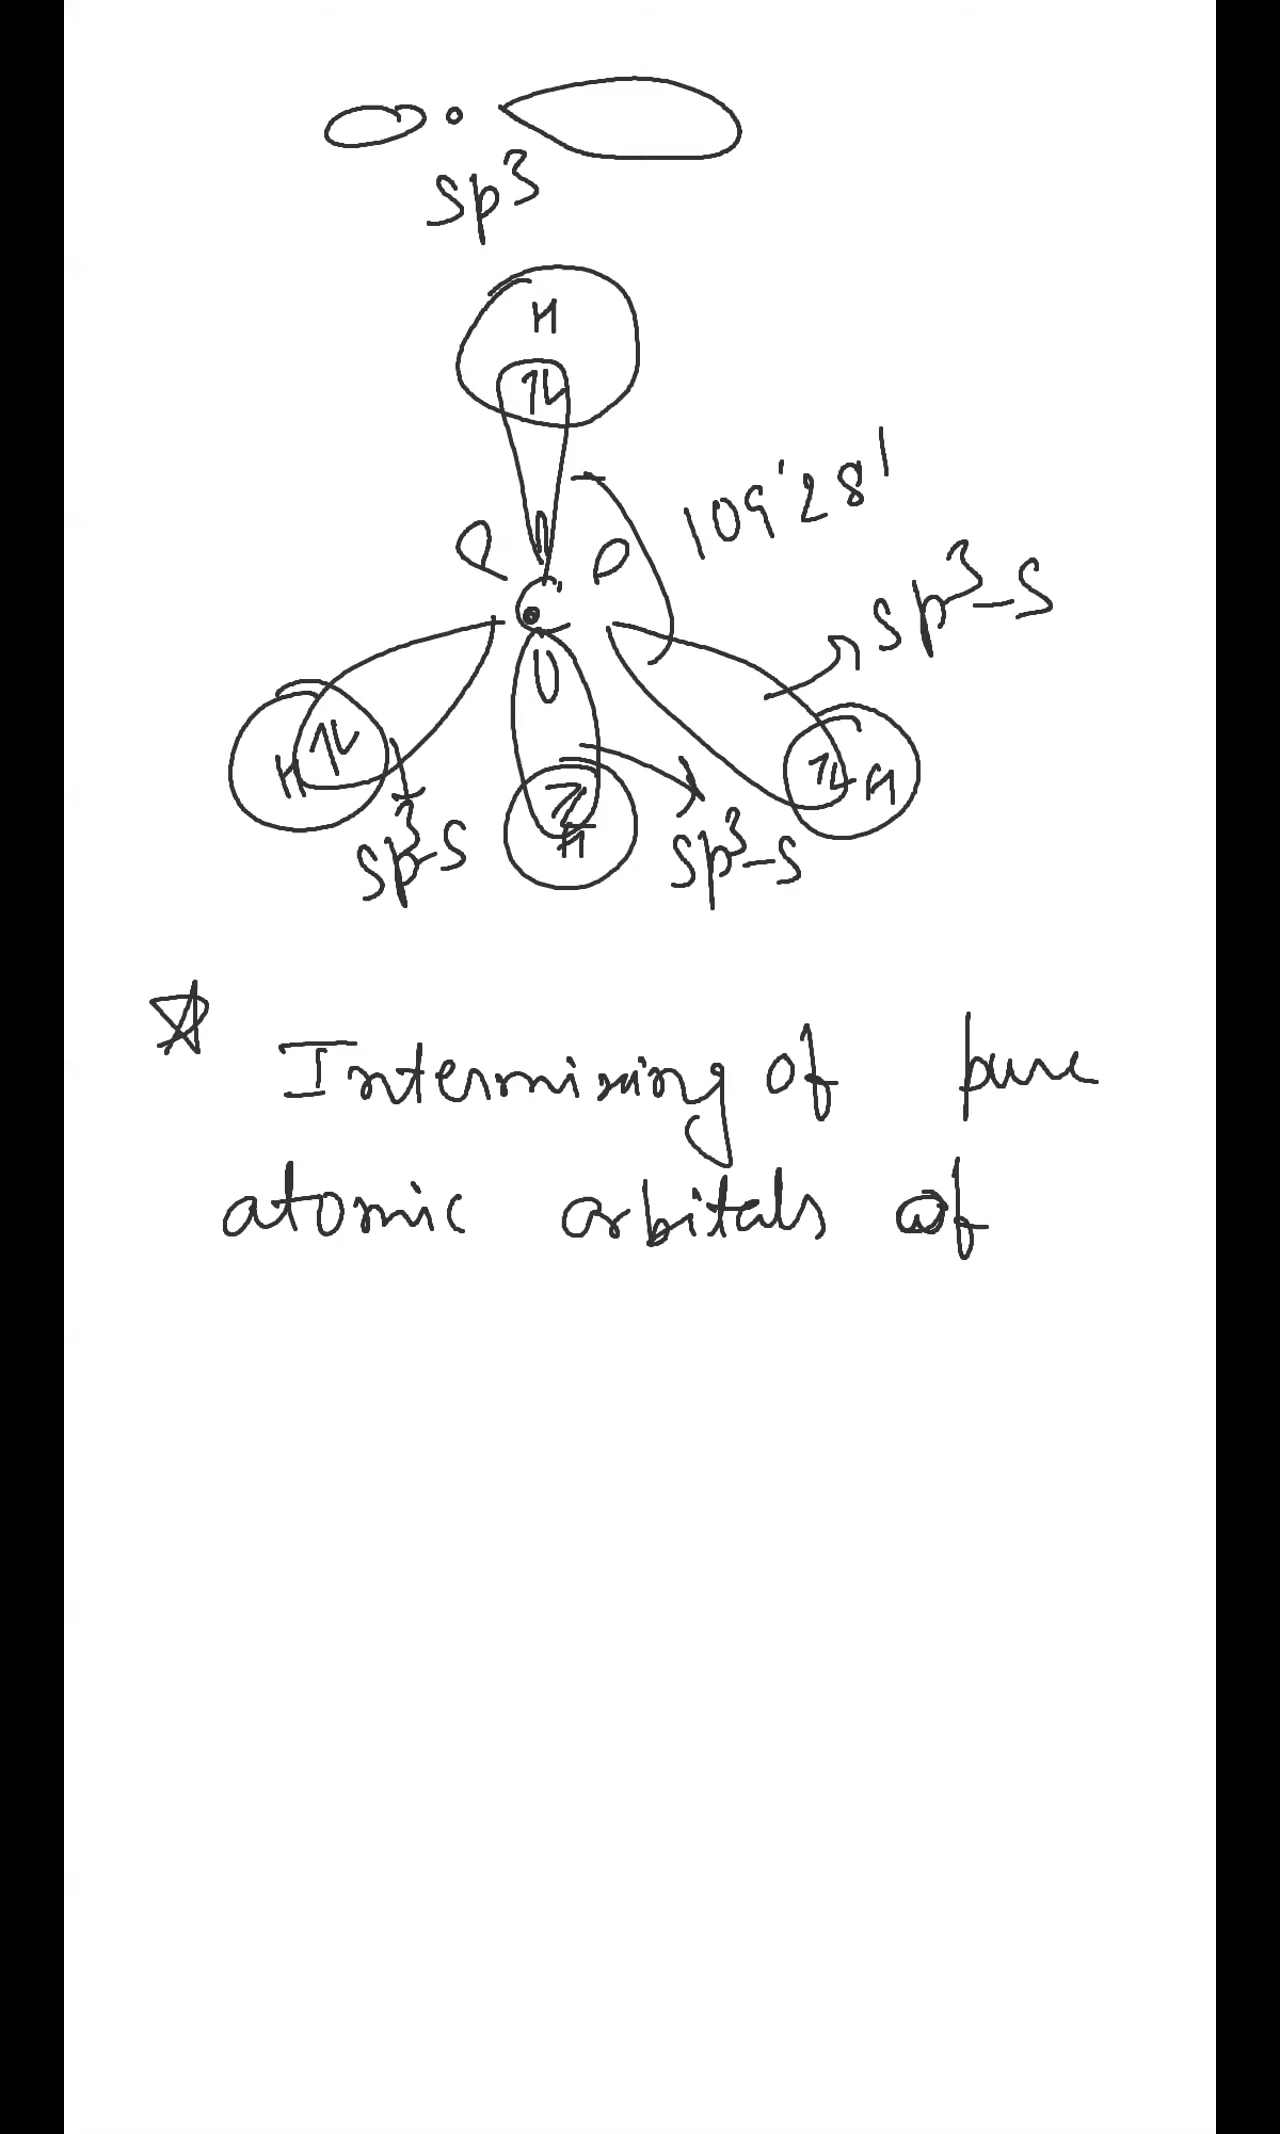 sp3
H
109°28'
sp3-s
H
H
H
sp3-s
sp3-s
Intermixing of pure
atomic orbitals of